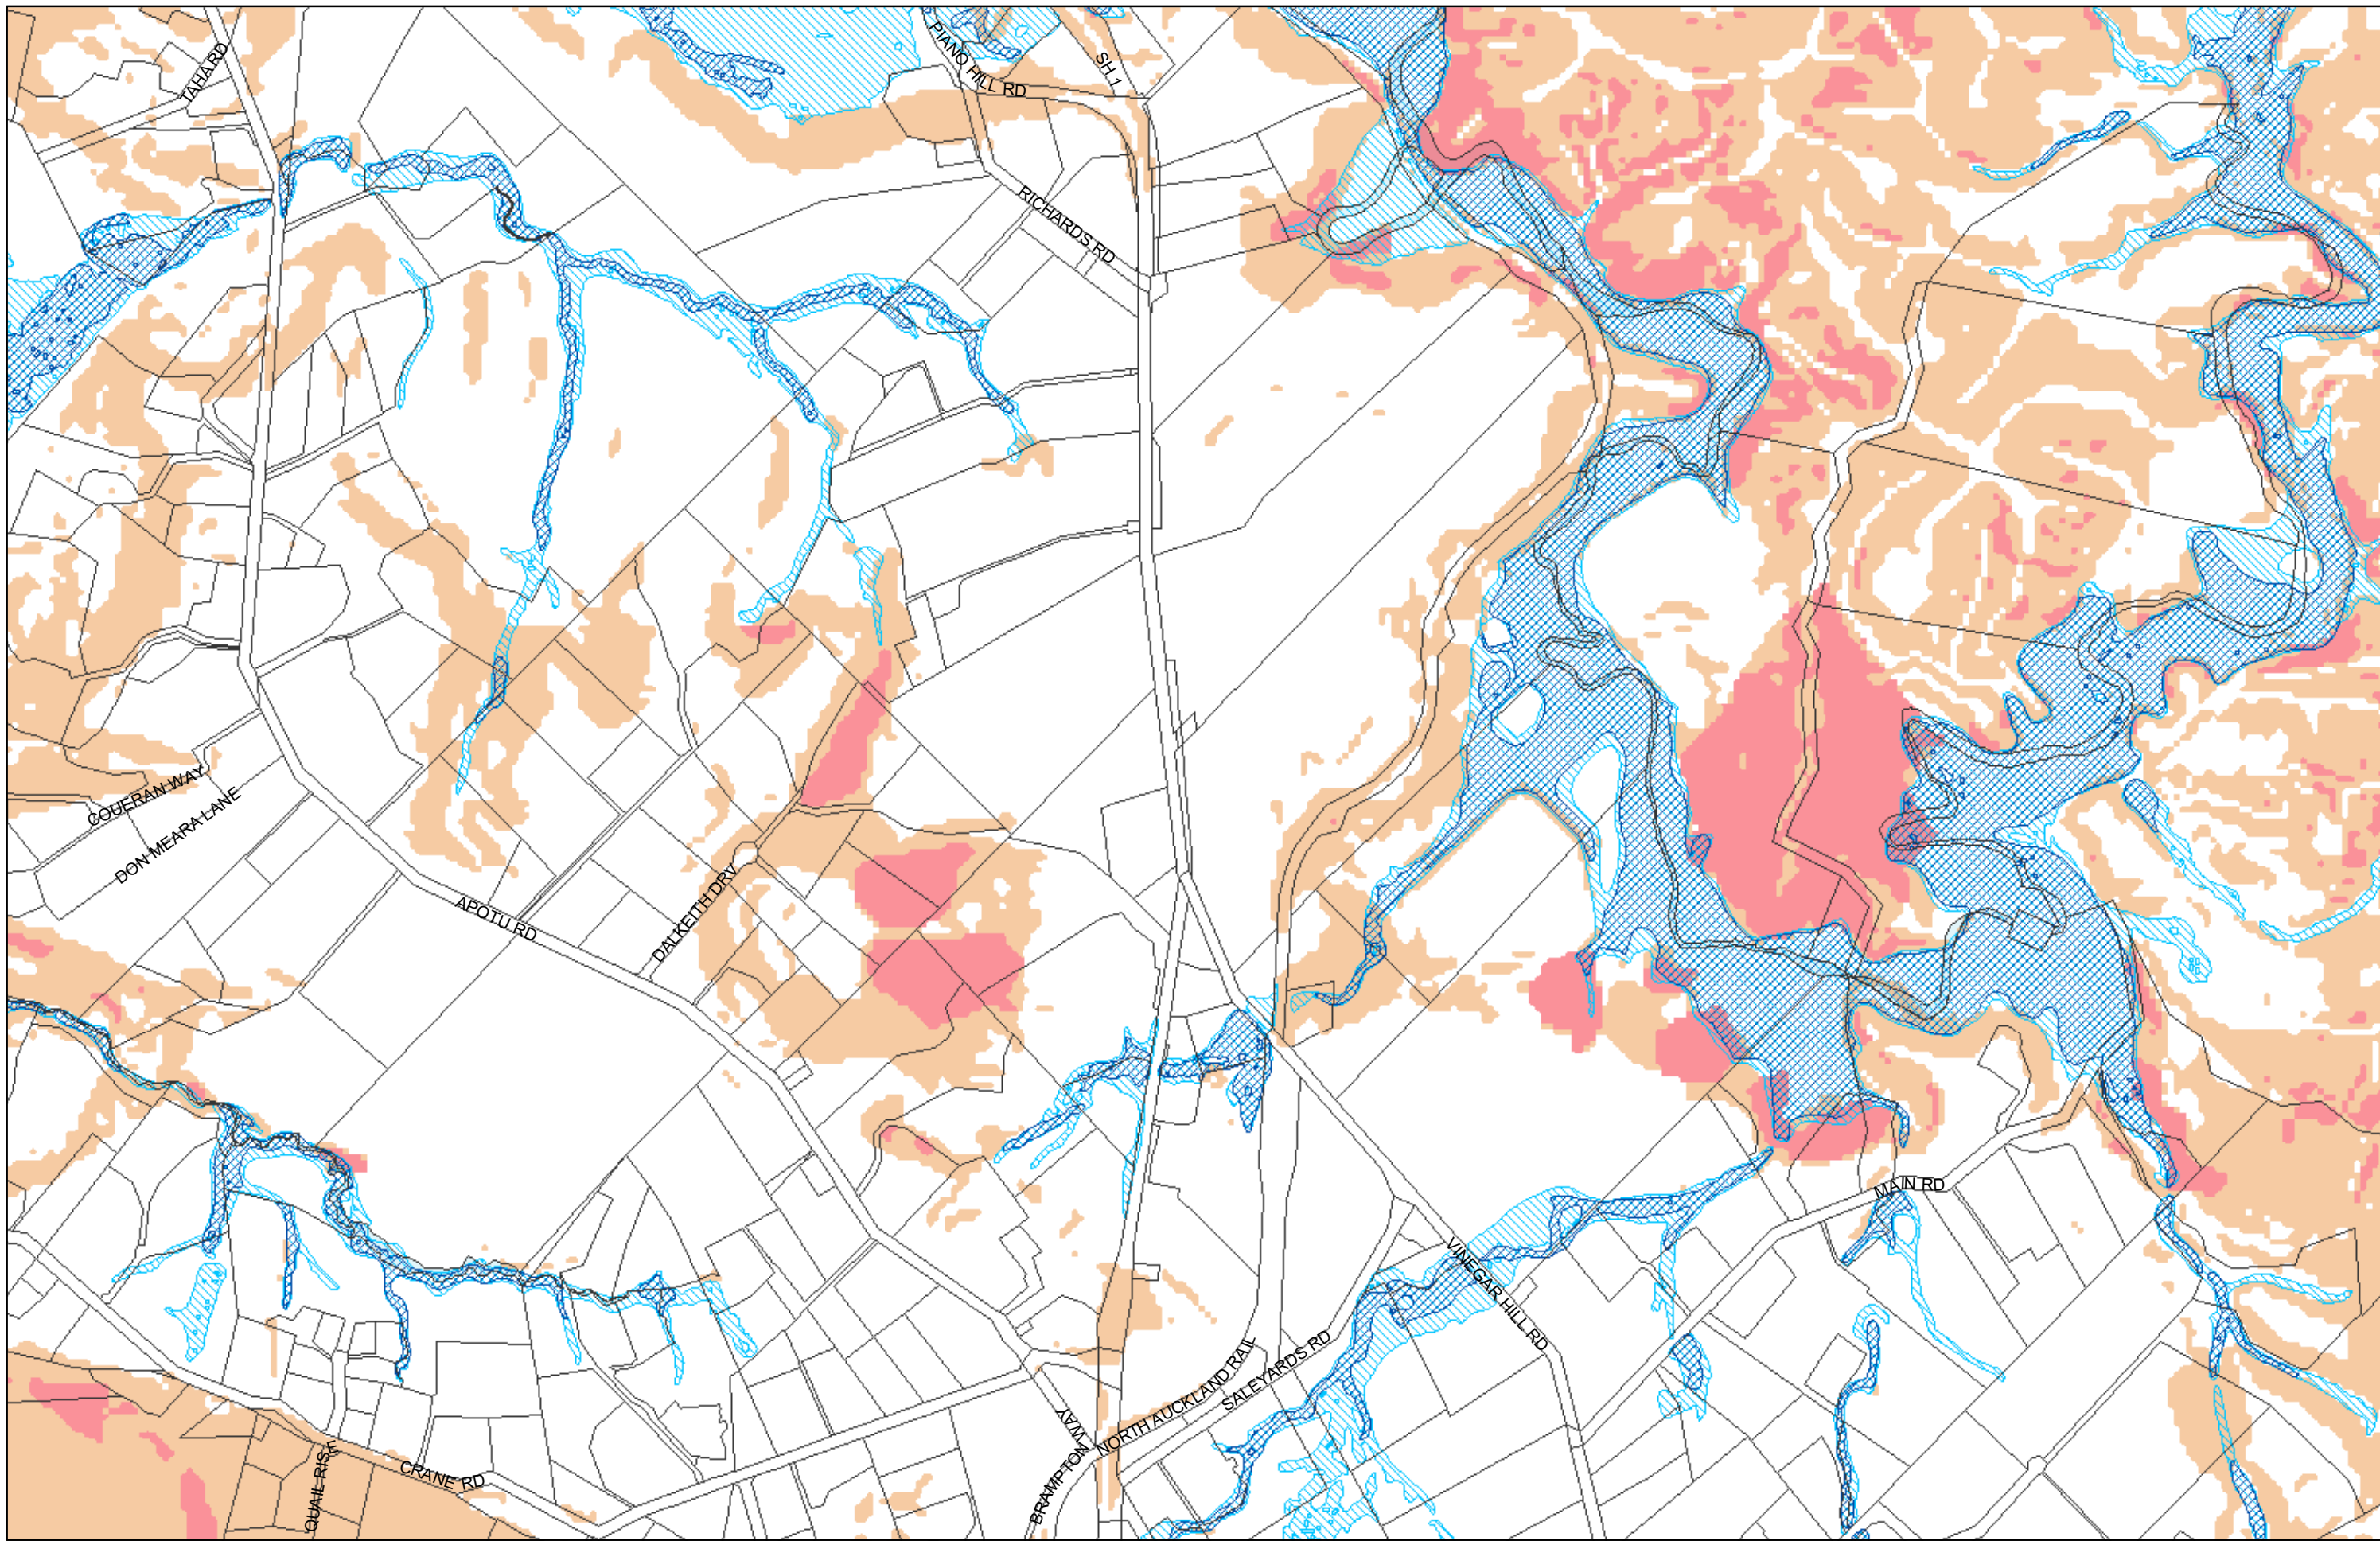 TAHA RD
PIANO HILL RD
SH 1
RICHARDS RD
COUERAN WAY
DON MEARA LANE
APOTU RD
DALKEITH DRV
MAIN RD
VINEGAR HILL RD
NORTH AUCKLAND RAIL
SALEYARDS RD
BRAMPTON WAY
QUAIL RISE
CRANE RD